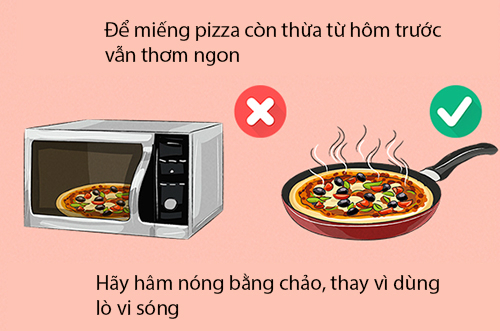 Để miếng pizza còn thừa từ hôm trước
vẫn thơm ngon
Hãy hâm nóng bằng chảo, thay vì dùng
lò vi sóng